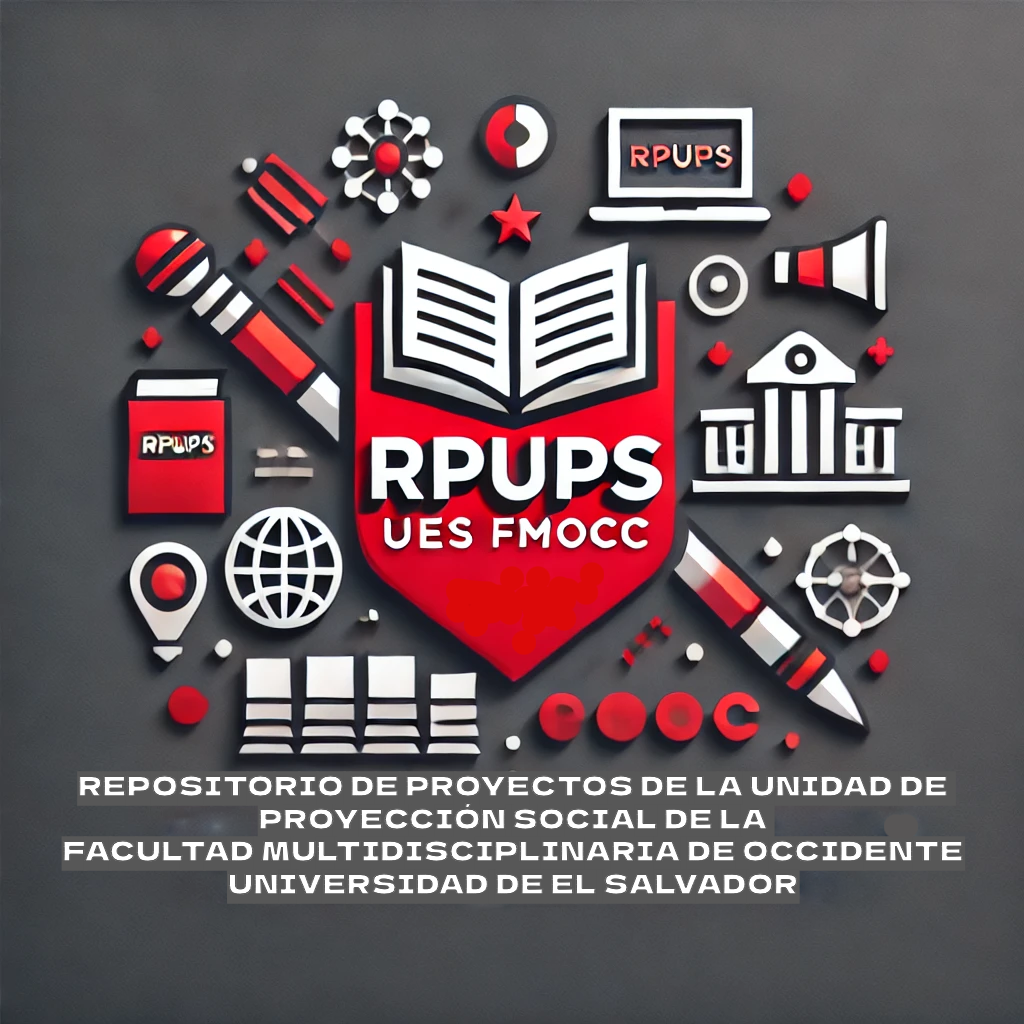 RPUPS
RPUPS
RPUPS
UES FMOCC
REPOSITORIO DE PROYECTOS DE LA UNIDAD DE
PROYECCIÓN SOCIAL DE LA
FACULTAD MULTIDISCIPLINARIA DE OCCIDENTE
UNIVERSIDAD DE EL SALVADOR